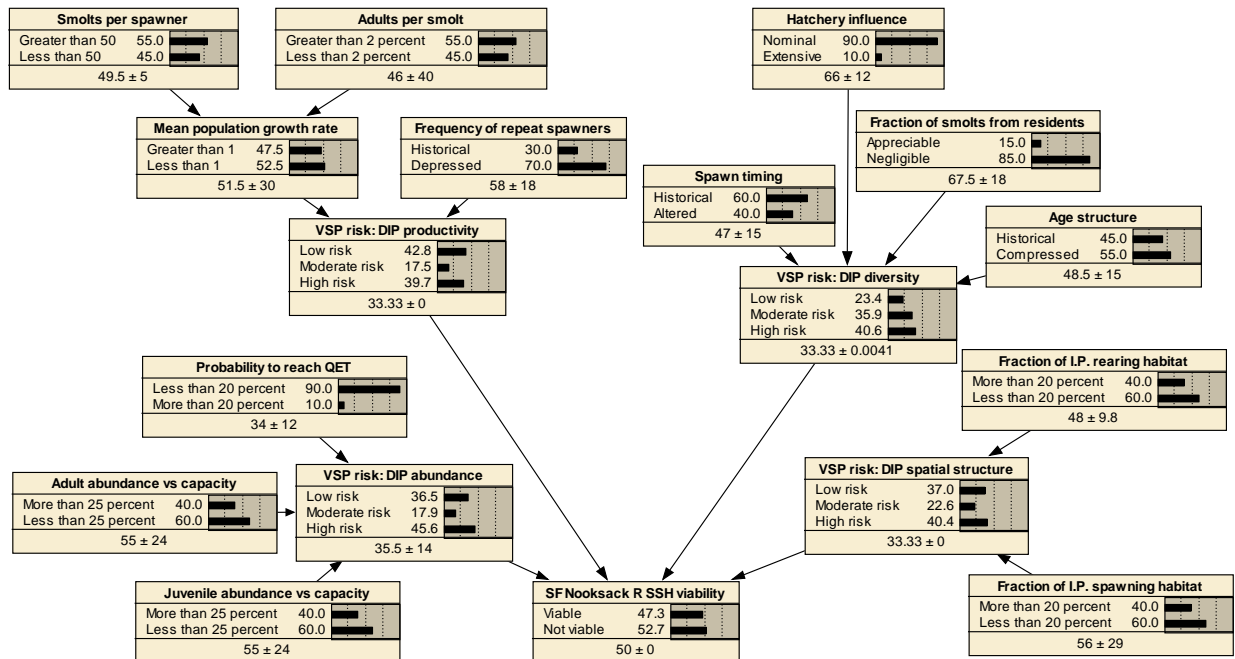 Smolts per spawner
Greater than 50 55.0
Less than 50 45.0
49.5 ± 5
Adults per smolt
Greater than 2 percent 55.0
Less than 2 percent 45.0
46 ± 40
Hatchery influence
Nominal 90.0
Extensive 10.0
66 ± 12
Mean population growth rate
Greater than 1 47.5
Less than 1 52.5
51.5 ± 30
Frequency of repeat spawners
Historical 30.0
Depressed 70.0
58 ± 18
Fraction of smolts from residents
Appreciable 15.0
Negligible 85.0
67.5 ± 18
Spawn timing
Historical 60.0
Altered 40.0
47 ± 15
Age structure
Historical 45.0
Compressed 55.0
48.5 ± 15
VSP risk: DIP productivity
Low risk 42.8
Moderate risk 17.5
High risk 39.7
33.33 ± 0
VSP risk: DIP diversity
Low risk 23.4
Moderate risk 35.9
High risk 40.6
33.33 ± 0.0041
Probability to reach QET
Less than 20 percent 90.0
More than 20 percent 10.0
34 ± 12
Fraction of I.P. rearing habitat
More than 20 percent 40.0
Less than 20 percent 60.0
48 ± 9.8
Adult abundance vs capacity
More than 25 percent 40.0
Less than 25 percent 60.0
55 ± 24
VSP risk: DIP abundance
Low risk 36.5
Moderate risk 17.9
High risk 45.6
35.5 ± 14
VSP risk: DIP spatial structure
Low risk 37.0
Moderate risk 22.6
High risk 40.4
33.33 ± 0
Juvenile abundance vs capacity
More than 25 percent 40.0
Less than 25 percent 60.0
55 ± 24
SF Nooksack R SSH viability
Viable 47.3
Not viable 52.7
50 ± 0
Fraction of I.P. spawning habitat
More than 20 percent 40.0
Less than 20 percent 60.0
56 ± 29